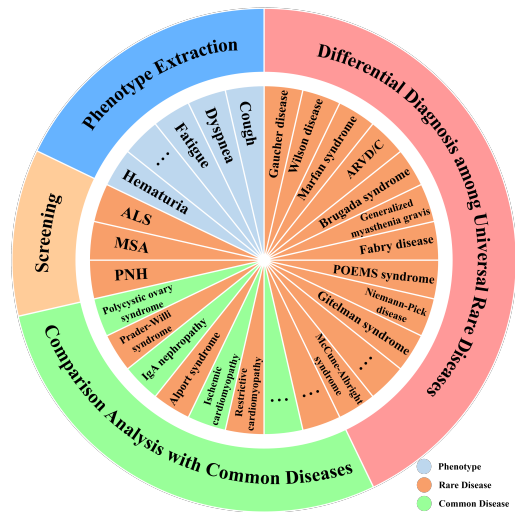 Phenotype Extraction
Differential Diagnosis among Universal Rare Diseases
Screening
Comparison Analysis with Common Diseases
Cough
Dyspnea
Fatigue
...
Hematuria
ALS
MSA
PNH
Polycystic ovary
syndrome
Prader-Willi
syndrome
IgA nephropathy
Alport syndrome
Ischemic
cardiomyopathy
Restrictive
cardiomyopathy
...
...
McCune-Albright
syndrome
...
Gitelman syndrome
Niemann-Pick
disease
POEMS syndrome
Fabry disease
Generalized
myasthenia gravis
Brugada syndrome
ARVD/C
Marfan syndrome
Wilson disease
Gaucher disease
Phenotype
Rare Disease
Common Disease